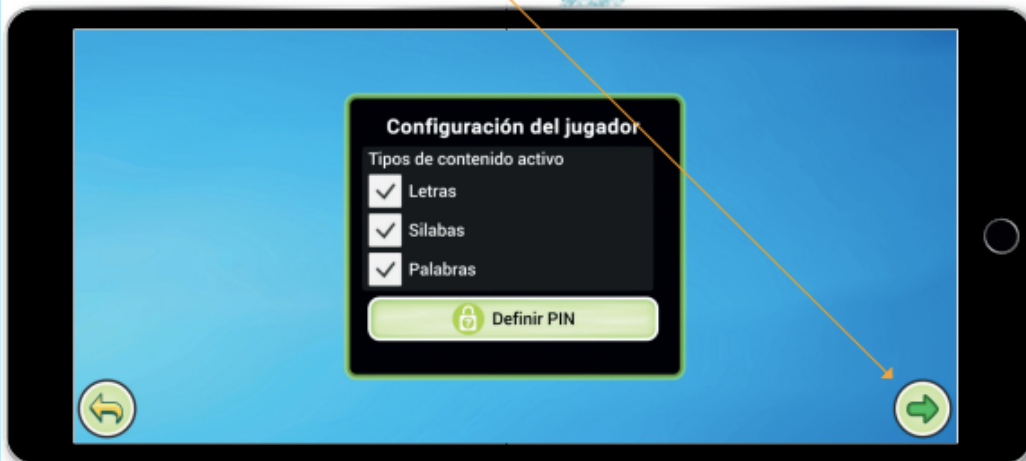 Configuración del jugador
Tipos de contenido activo
Letras
Silabas
Palabras
Definir PIN